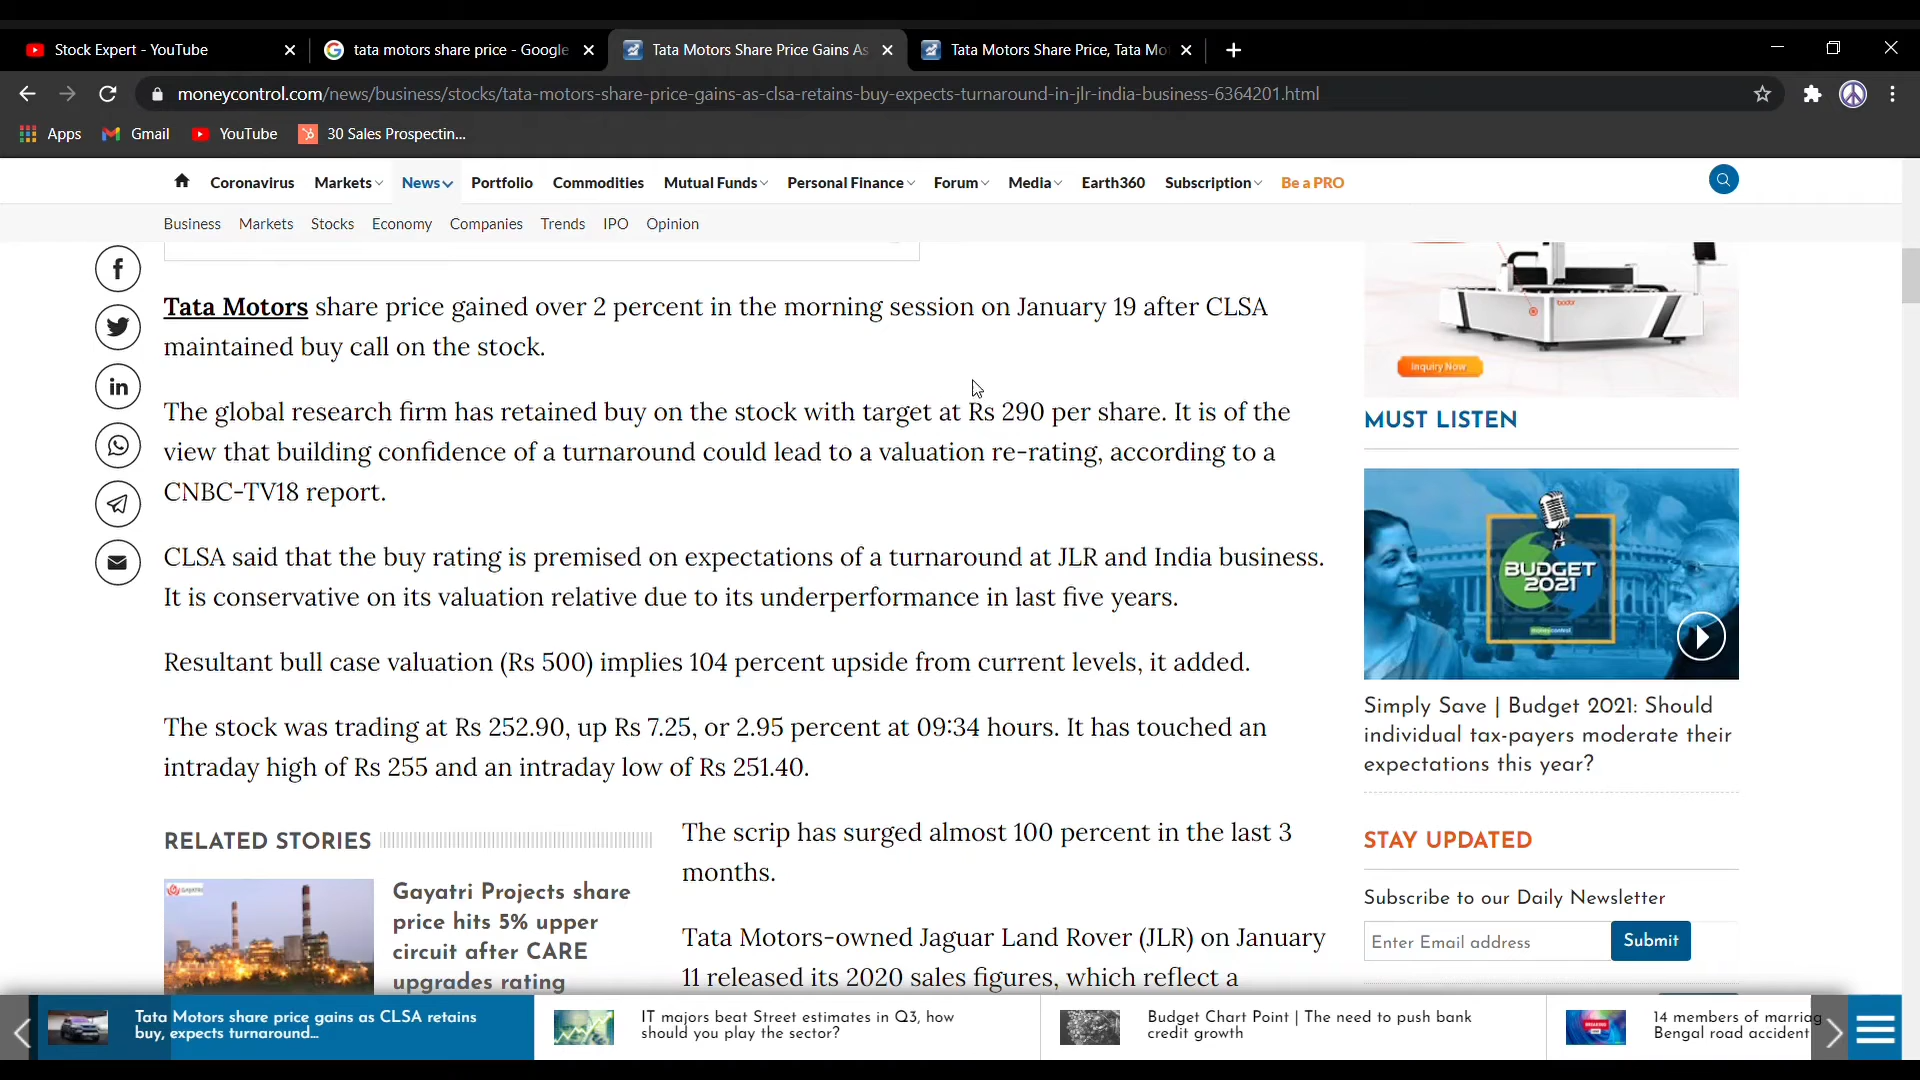 Stock Expert - YouTube
tata motors share price - Google
Tata Motors Share Price Gains As
Tata Motors Share Price, Tata Mo
moneycontrol.com/news/business/stocks/tata-motors-share-price-gains-as-clsa-retains-buy-expects-turnaround-in-jlr-india-business-6364201.html
Apps Gmail YouTube 30 Sales Prospectin...
Coronavirus Markets News Portfolio Commodities Mutual Funds Personal Finance Forum Media Earth360 Subscription Be a PRO
Business Markets Stocks Economy Companies Trends IPO Opinion
Tata Motors share price gained over 2 percent in the morning session on January 19 after CLSA
maintained buy call on the stock.
The global research firm has retained buy on the stock with target at Rs 290 per share. It is of the
view that building confidence of a turnaround could lead to a valuation re-rating, according to a
CNBC-TV18 report.
CLSA said that the buy rating is premised on expectations of a turnaround at JLR and India business.
It is conservative on its valuation relative due to its underperformance in last five years.
Resultant bull case valuation (Rs 500) implies 104 percent upside from current levels, it added.
The stock was trading at Rs 252.90, up Rs 7.25, or 2.95 percent at 09:34 hours. It has touched an
intraday high of Rs 255 and an intraday low of Rs 251.40.
RELATED STORIES
GAYATRI
Gayatri Projects share
price hits 5% upper
circuit after CARE
upgrades rating
The scrip has surged almost 100 percent in the last 3
months.
Tata Motors-owned Jaguar Land Rover (JLR) on January
11 released its 2020 sales figures, which reflect a
bodor
Inquiry Now
MUST LISTEN
BUDGET
2021
moneycontrol
Simply Save | Budget 2021: Should
individual tax-payers moderate their
expectations this year?
STAY UPDATED
Subscribe to our Daily Newsletter
Enter Email address
Submit
Tata Motors share price gains as CLSA retains
buy, expects turnaround...
IT majors beat Street estimates in Q3, how
should you play the sector?
Budget Chart Point | The need to push bank
credit growth
14 members of marriag
Bengal road accident